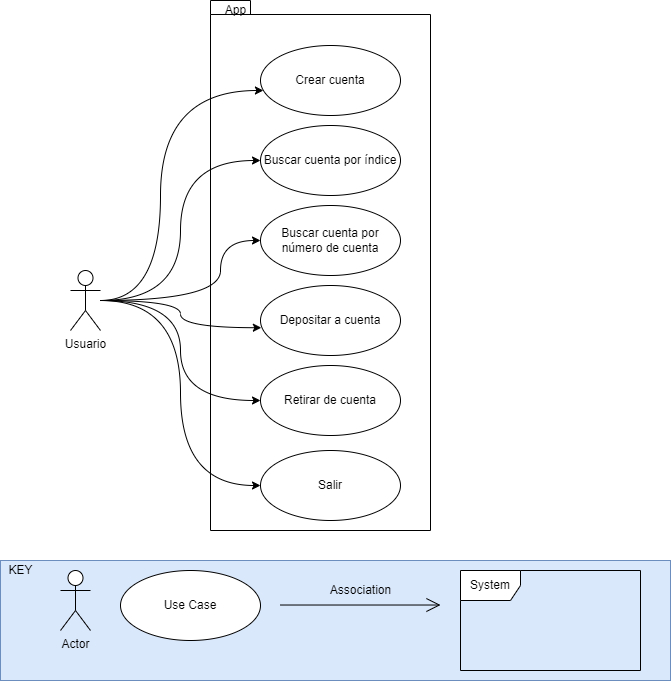 App
Crear cuenta
Buscar cuenta por índice
Buscar cuenta por
número de cuenta
Depositar a cuenta
Usuario
Retirar de cuenta
Salir
KEY
Actor
Use Case
Association
System